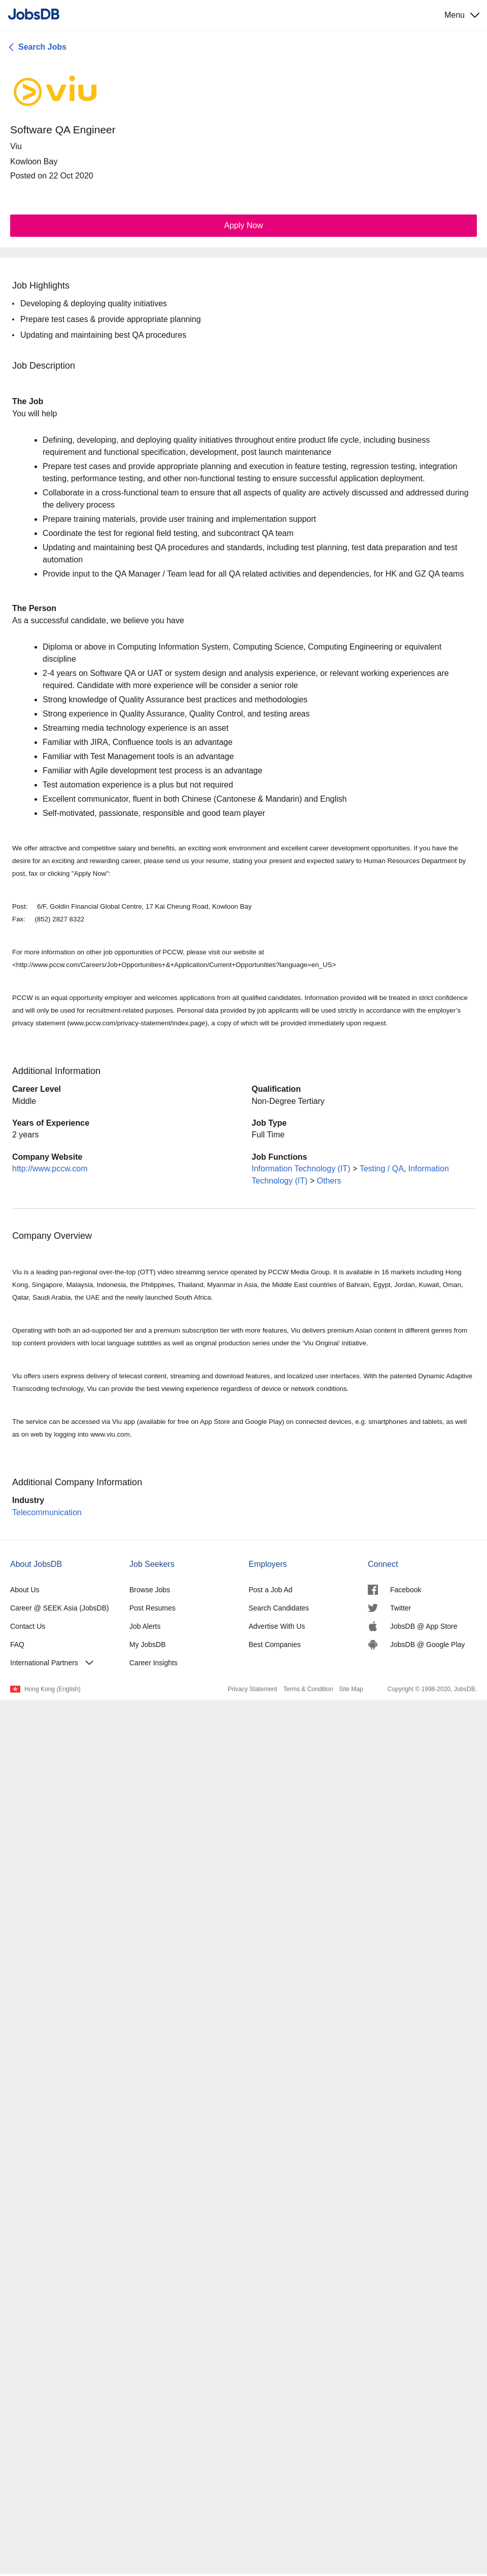 JobsDB
Menu
Search Jobs
viu
Software QA Engineer
Viu
Kowloon Bay
Posted on 22 Oct 2020
Apply Now
Job Highlights
• Developing & deploying quality initiatives
• Prepare test cases & provide appropriate planning
• Updating and maintaining best QA procedures
Job Description
The Job
You will help
• Defining, developing, and deploying quality initiatives throughout entire product life cycle, including business
requirement and functional specification, development, post launch maintenance
• Prepare test cases and provide appropriate planning and execution in feature testing, regression testing, integration
testing, performance testing, and other non-functional testing to ensure successful application deployment.
• Collaborate in a cross-functional team to ensure that all aspects of quality are actively discussed and addressed during
the delivery process
• Prepare training materials, provide user training and implementation support
• Coordinate the test for regional field testing, and subcontract QA team
• Updating and maintaining best QA procedures and standards, including test planning, test data preparation and test
automation
• Provide input to the QA Manager / Team lead for all QA related activities and dependencies, for HK and GZ QA teams
The Person
As a successful candidate, we believe you have
• Diploma or above in Computing Information System, Computing Science, Computing Engineering or equivalent
discipline
• 2-4 years on Software QA or UAT or system design and analysis experience, or relevant working experiences are
required. Candidate with more experience will be consider a senior role
• Strong knowledge of Quality Assurance best practices and methodologies
• Strong experience in Quality Assurance, Quality Control, and testing areas
• Streaming media technology experience is an asset
• Familiar with JIRA, Confluence tools is an advantage
• Familiar with Test Management tools is an advantage
• Familiar with Agile development test process is an advantage
• Test automation experience is a plus but not required
• Excellent communicator, fluent in both Chinese (Cantonese & Mandarin) and English
• Self-motivated, passionate, responsible and good team player
We offer attractive and competitive salary and benefits, an exciting work environment and excellent career development opportunities. If you have the
desire for an exciting and rewarding career, please send us your resume, stating your present and expected salary to Human Resources Department by
post, fax or clicking "Apply Now":
Post: 6/F, Goldin Financial Global Centre, 17 Kai Cheung Road, Kowloon Bay
Fax: (852) 2827 8322
For more information on other job opportunities of PCCW, please visit our website at
<http://www.pccw.com/Careers/Job+Opportunities+&+Application/Current+Opportunities?language=en_US>
PCCW is an equal opportunity employer and welcomes applications from all qualified candidates. Information provided will be treated in strict confidence
and will only be used for recruitment-related purposes. Personal data provided by job applicants will be used strictly in accordance with the employer's
privacy statement (www.pccw.com/privacy-statement/index.page), a copy of which will be provided immediately upon request.
Additional Information
Career Level
Middle
Qualification
Non-Degree Tertiary
Years of Experience
2 years
Job Type
Full Time
Company Website
http://www.pccw.com
Job Functions
Information Technology (IT) > Testing / QA, Information
Technology (IT) > Others
Company Overview
Viu is a leading pan-regional over-the-top (OTT) video streaming service operated by PCCW Media Group. It is available in 16 markets including Hong
Kong, Singapore, Malaysia, Indonesia, the Philippines, Thailand, Myanmar in Asia, the Middle East countries of Bahrain, Egypt, Jordan, Kuwait, Oman,
Qatar, Saudi Arabia, the UAE and the newly launched South Africa.
Operating with both an ad-supported tier and a premium subscription tier with more features, Viu delivers premium Asian content in different genres from
top content providers with local language subtitles as well as original production series under the 'Viu Original' initiative.
Viu offers users express delivery of telecast content, streaming and download features, and localized user interfaces. With the patented Dynamic Adaptive
Transcoding technology, Viu can provide the best viewing experience regardless of device or network conditions.
The service can be accessed via Viu app (available for free on App Store and Google Play) on connected devices, e.g. smartphones and tablets, as well
as on web by logging into www.viu.com.
Additional Company Information
Industry
Telecommunication
About JobsDB
About Us
Career @ SEEK Asia (JobsDB)
Contact Us
FAQ
International Partners
Job Seekers
Browse Jobs
Post Resumes
Job Alerts
My JobsDB
Career Insights
Employers
Post a Job Ad
Search Candidates
Advertise With Us
Best Companies
Connect
Facebook
Twitter
JobsDB @ App Store
JobsDB @ Google Play
Hong Kong (English)
Privacy Statement Terms & Condition Site Map
Copyright © 1998-2020, JobsDB.